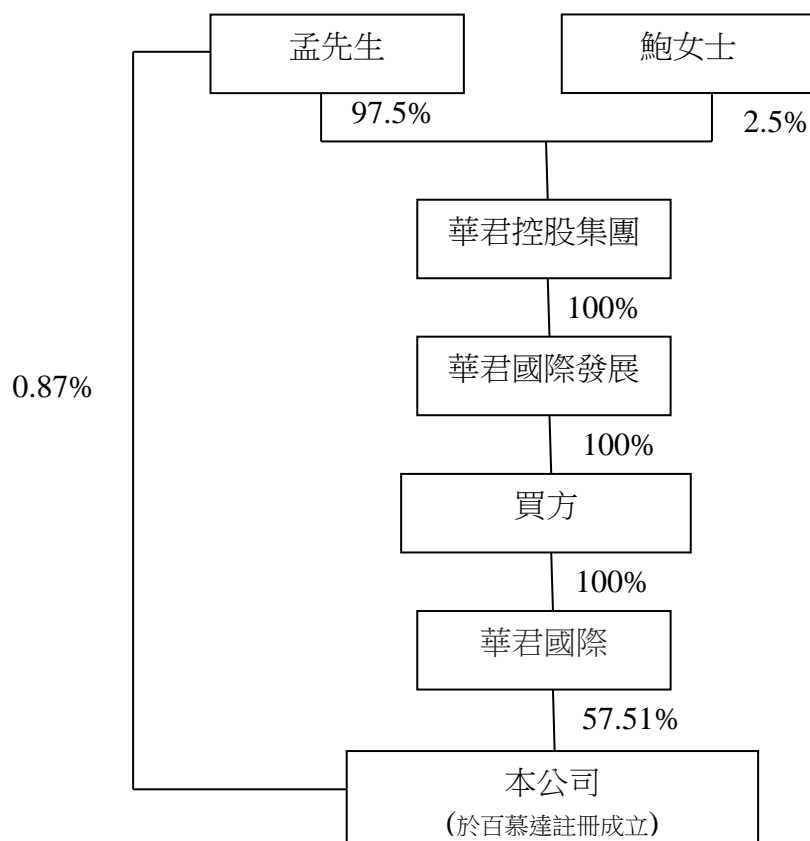 孟先生
鮑女士
97.5%
2.5%
華君控股集團
100%
華君國際發展
0.87%
100%
買方
100%
華君國際
57.51%
本公司
(於百慕達註冊成立)